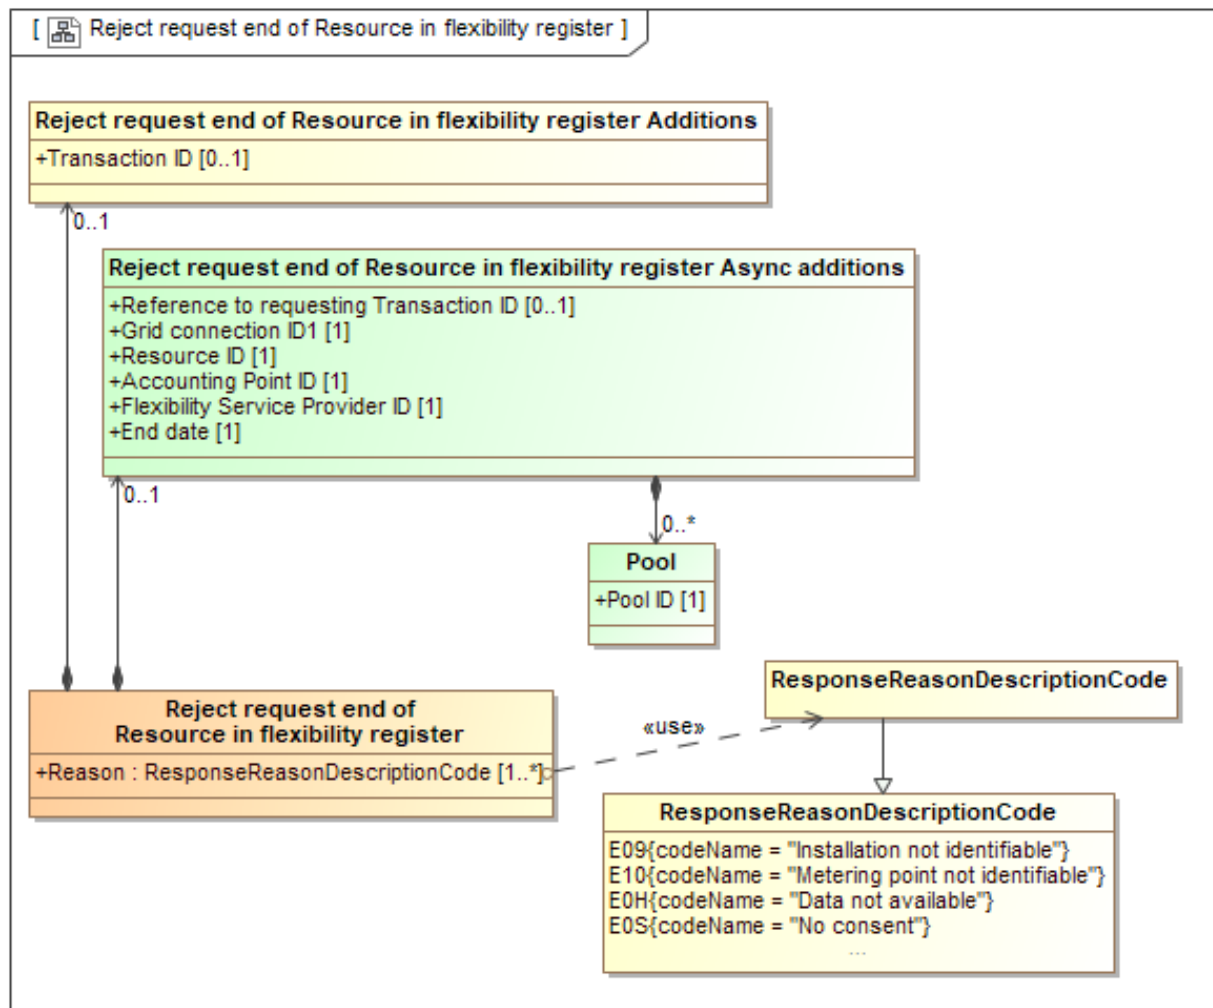 [ Reject request end of Resource in flexibility register ]
Reject request end of Resource in flexibility register Additions
+Transaction ID [0..1]
0..1
Reject request end of Resource in flexibility register Async additions
+Reference to requesting Transaction ID [0..1]
+Grid connection ID1 [1]
+Resource ID [1]
+Accounting Point ID [1]
+Flexibility Service Provider ID [1]
+End date [1]
0..1
0..*
Pool
+Pool ID [1]
Reject request end of
Resource in flexibility register
+Reason : ResponseReasonDescriptionCode [1..*]
«use»
ResponseReasonDescriptionCode
ResponseReasonDescriptionCode
E09{codeName = "Installation not identifiable"}
E10{codeName = "Metering point not identifiable"}
E0H{codeName = "Data not available"}
E0S{codeName = "No consent"}
...